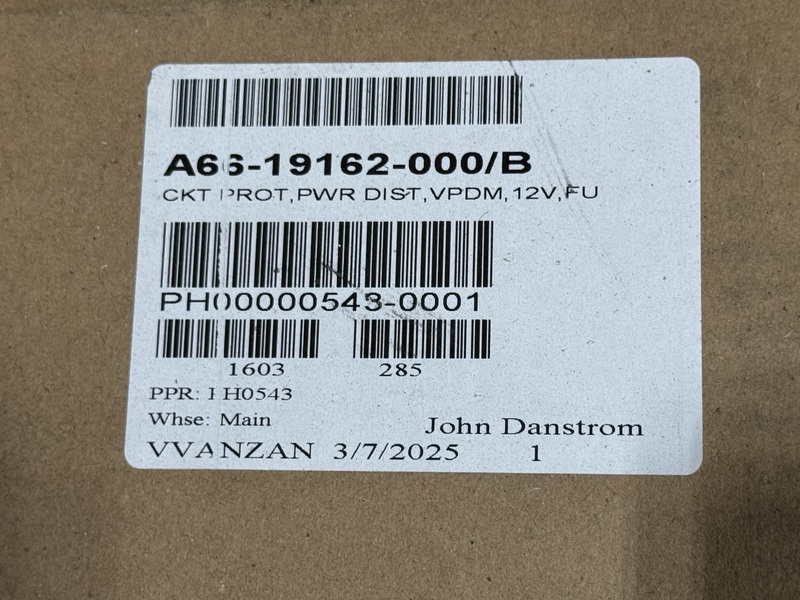 A66-19162-000/B
CKT PROT,PWR DIST,VPDM,12V,FU
PH00000543-0001
1603 285
PPR: PH0543
Whse: Main
John Danstrom
VVANZAN 3/7/2025 1